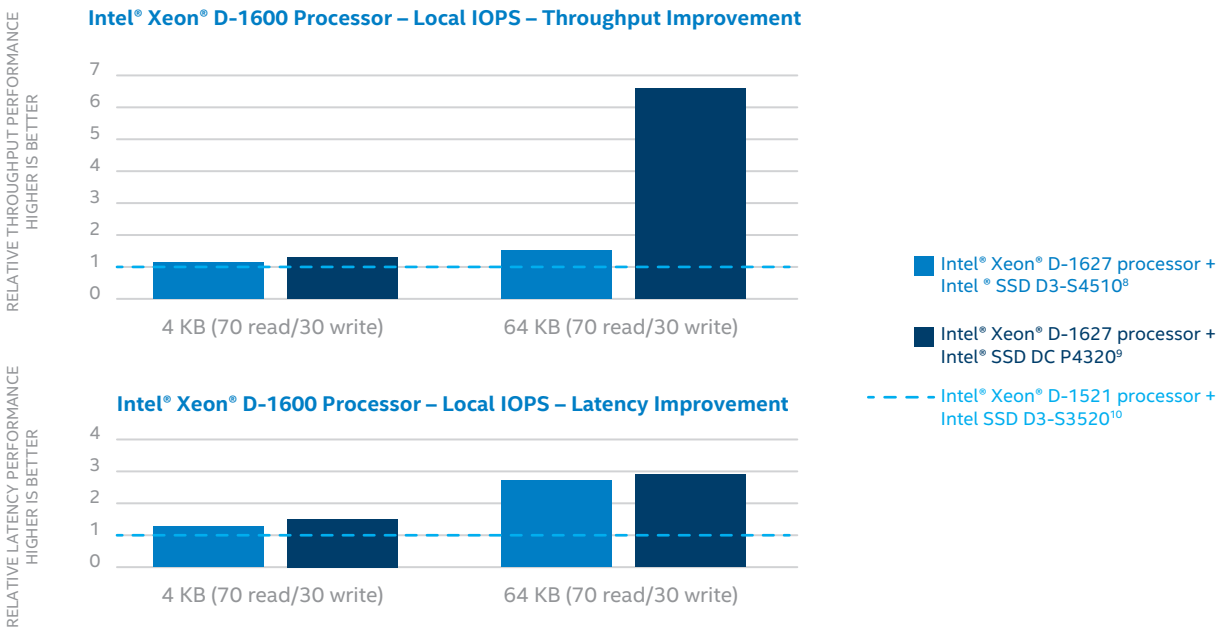 Intel® Xeon® D-1600 Processor – Local IOPS – Throughput Improvement
RELATIVE THROUGHPUT PERFORMANCE
HIGHER IS BETTER
7
6
5
4
3
2
1
0
4 KB (70 read/30 write)
64 KB (70 read/30 write)
Intel® Xeon® D-1600 Processor – Local IOPS – Latency Improvement
RELATIVE LATENCY PERFORMANCE
HIGHER IS BETTER
4
3
2
1
0
4 KB (70 read/30 write)
64 KB (70 read/30 write)
Intel® Xeon® D-1627 processor +
Intel ® SSD D3-S4510⁸
Intel® Xeon® D-1627 processor +
Intel® SSD DC P4320⁹
Intel® Xeon® D-1521 processor +
Intel SSD D3-S3520¹⁰